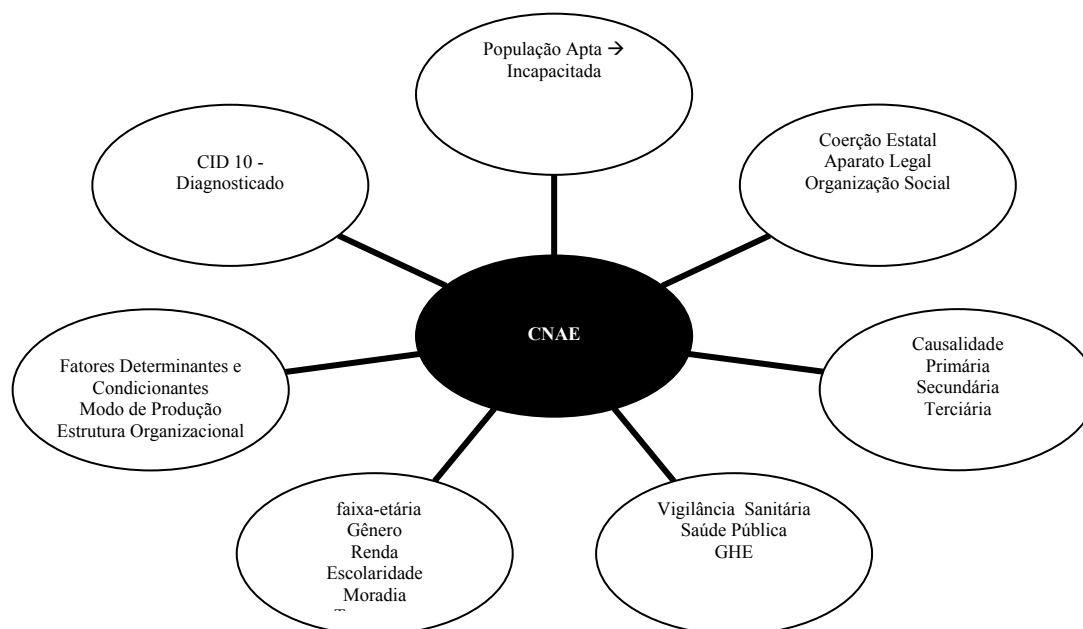 População Apta →
Incapacitada
CID 10 -
Diagnosticado
Coerção Estatal
Aparato Legal
Organização Social
CNAE
Fatores Determinantes e
Condicionantes
Modo de Produção
Estrutura Organizacional
Causalidade
Primária
Secundária
Terciária
faixa-etária
Gênero
Renda
Escolaridade
Moradia
Vigilância Sanitária
Saúde Pública
GHE